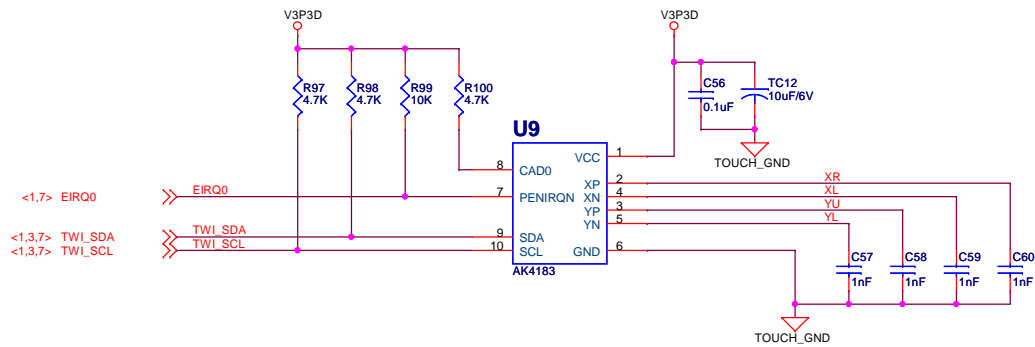 V3P3D
V3P3D
R97
4.7K
R98
4.7K
R99
10K
R100
4.7K
C56
0.1uF
TC12
10uF/6V
TOUCH_GND
U9
8 CAD0
VCC 1
XP 2
<1,7> EIRQ0
EIRQ0
7 PENIRQN
XN 4
YP 3
YN 5
XR
XL
YU
YL
<1,3,7> TWI_SDA
TWI_SDA
9 SDA
<1,3,7> TWI_SCL
TWI_SCL
10 SCL
GND 6
AK4183
C57
1nF
C58
1nF
C59
1nF
C60
1nF
TOUCH_GND